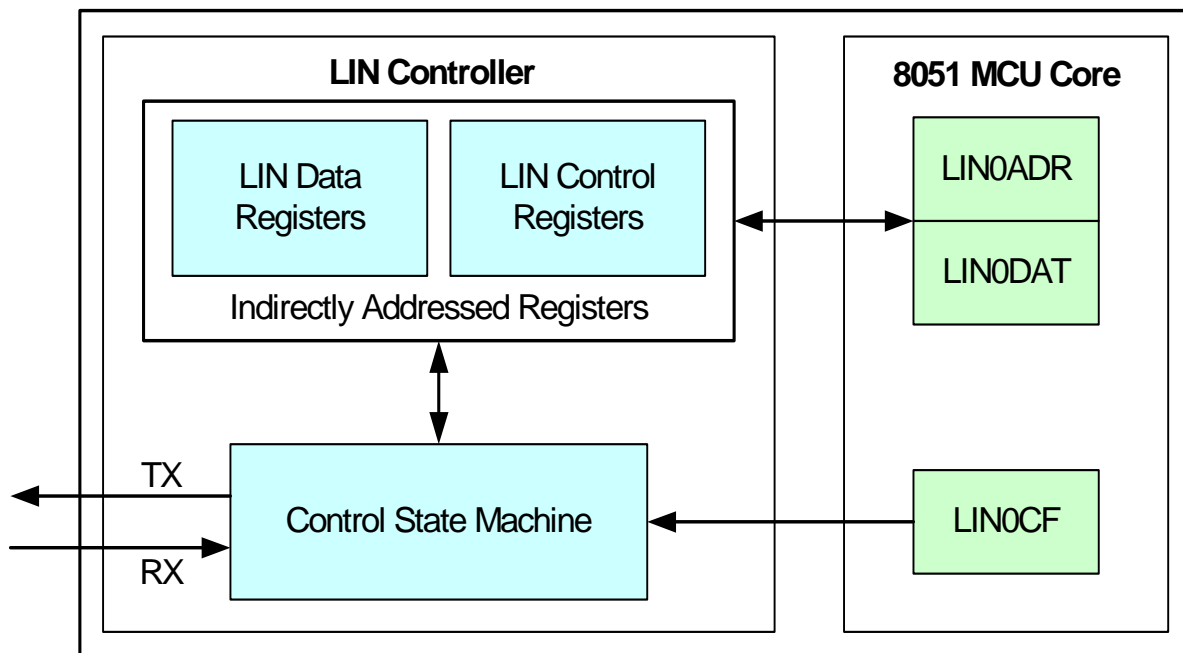 LIN Controller
8051 MCU Core
LIN Data
Registers
LIN Control
Registers
LIN0ADR
LIN0DAT
Indirectly Addressed Registers
TX
RX
Control State Machine
LIN0CF